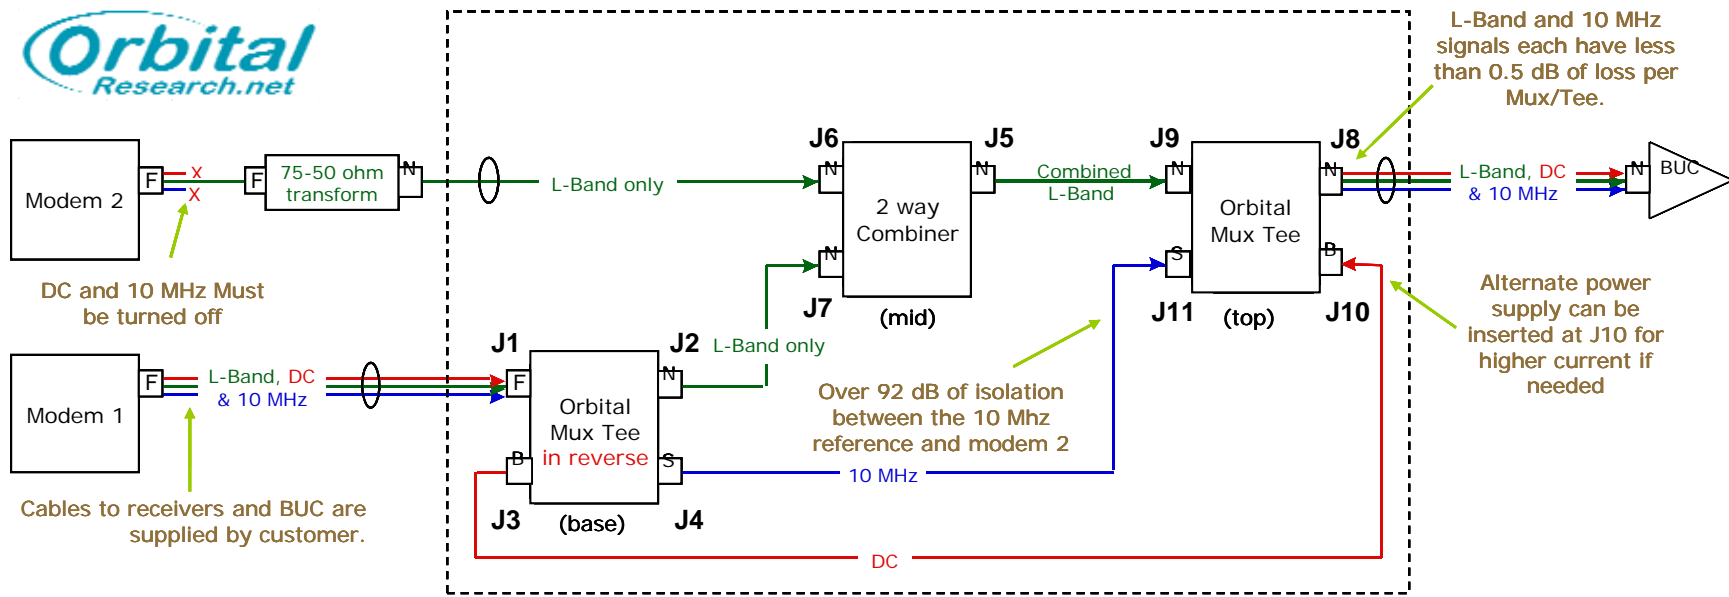 Orbital
Research.net
L-Band and 10 MHz
signals each have less
than 0.5 dB of loss per
Mux/Tee.
Modem 2
F
X
X
F
75-50 ohm
transform
N
L-Band only
J6
N
2 way
Combiner
N
J7
(mid)
J5
N
Combined
L-Band
J9
N
Orbital
Mux Tee
S
J11
(top)
J8
N
B
J10
L-Band, DC
& 10 MHz
N
BUC
DC and 10 MHz Must
be turned off
Alternate power
supply can be
inserted at J10 for
higher current if
needed
Modem 1
F
L-Band, DC
& 10 MHz
J1
F
Orbital
Mux Tee
in reverse
B
J3
(base)
J2
N
L-Band only
S
J4
10 MHz
Over 92 dB of isolation
between the 10 Mhz
reference and modem 2
Cables to receivers and BUC are
supplied by customer.
DC